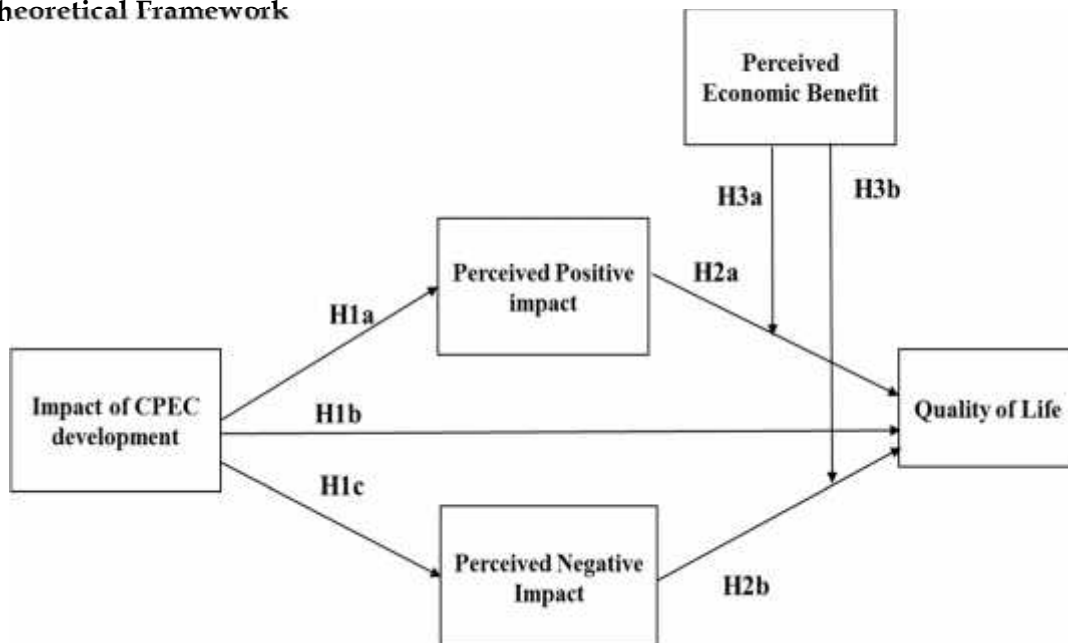 heoretical Framework
Perceived
Economic Benefit
H3a
H3b
Perceived Positive
impact
H2a
H1a
Impact of CPEC
development
H1b
Quality of Life
H1c
Perceived Negative
Impact
H2b